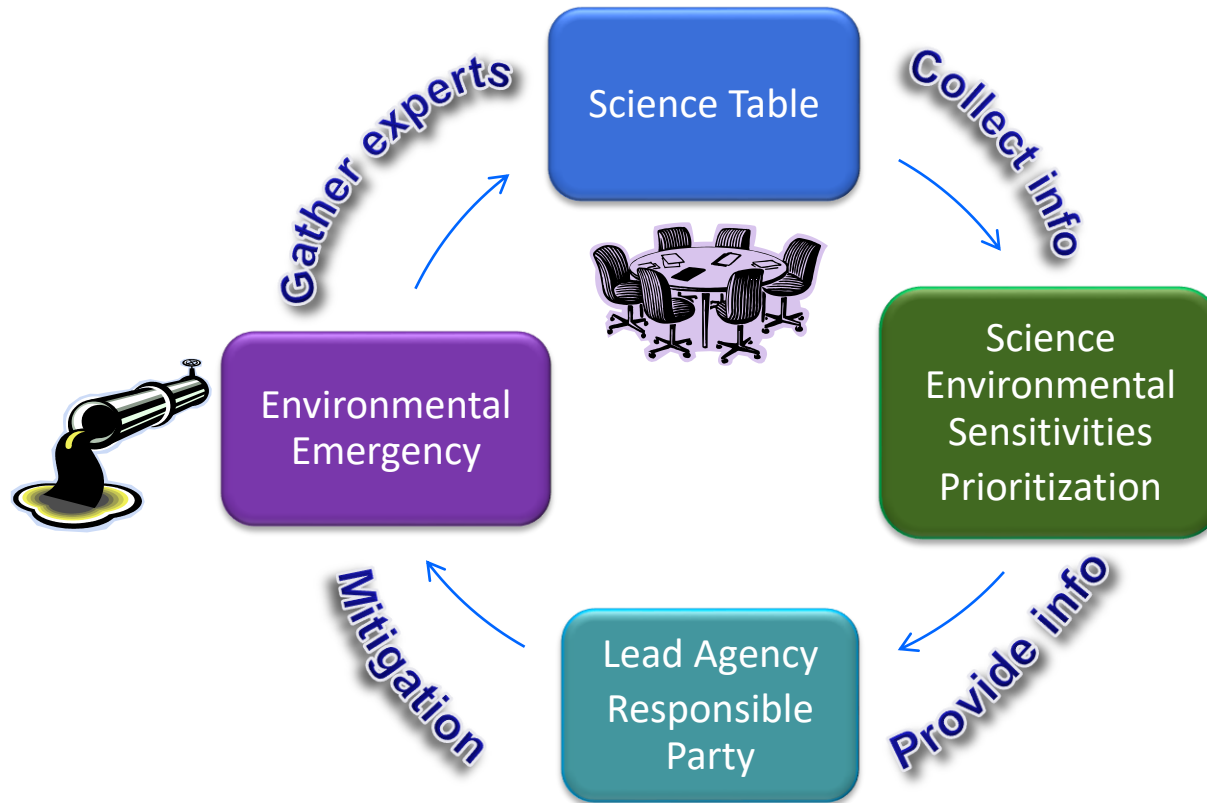 Science Table
Collect info
Science
Environmental
Sensitivities
Prioritization
Provide info
Lead Agency
Responsible
Party
Mitigation
Environmental
Emergency
Gather experts